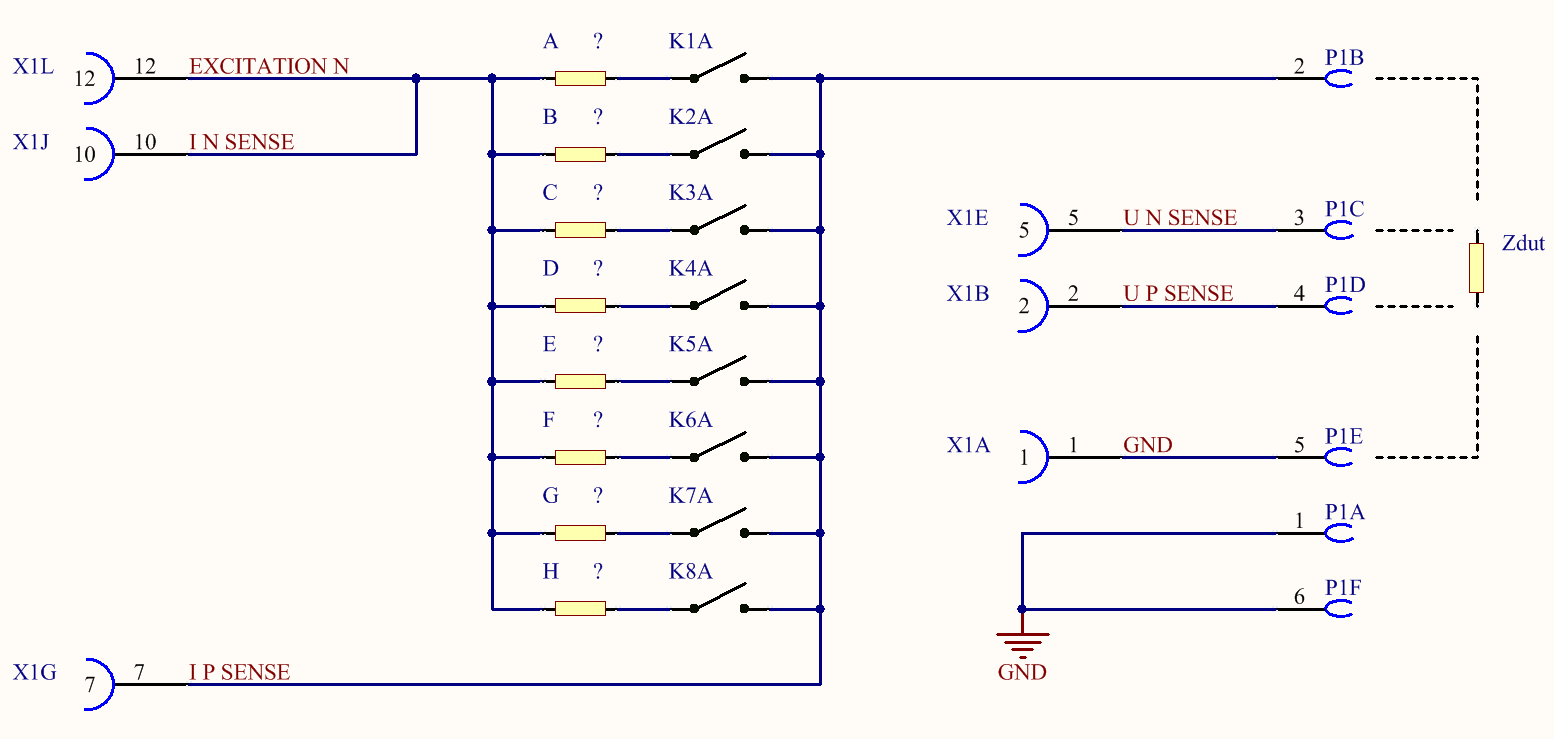 A ? K1A
X1L 12 12 EXCITATION N 2 P1B
B ? K2A
X1J 10 10 I N SENSE
C ? K3A
X1E 5 5 U N SENSE 3 P1C
Zdut
D ? K4A
X1B 2 2 U P SENSE 4 P1D
E ? K5A
F ? K6A
X1A 1 1 GND 5 P1E
G ? K7A
1 P1A
H ? K8A
6 P1F
X1G 7 7 I P SENSE
GND